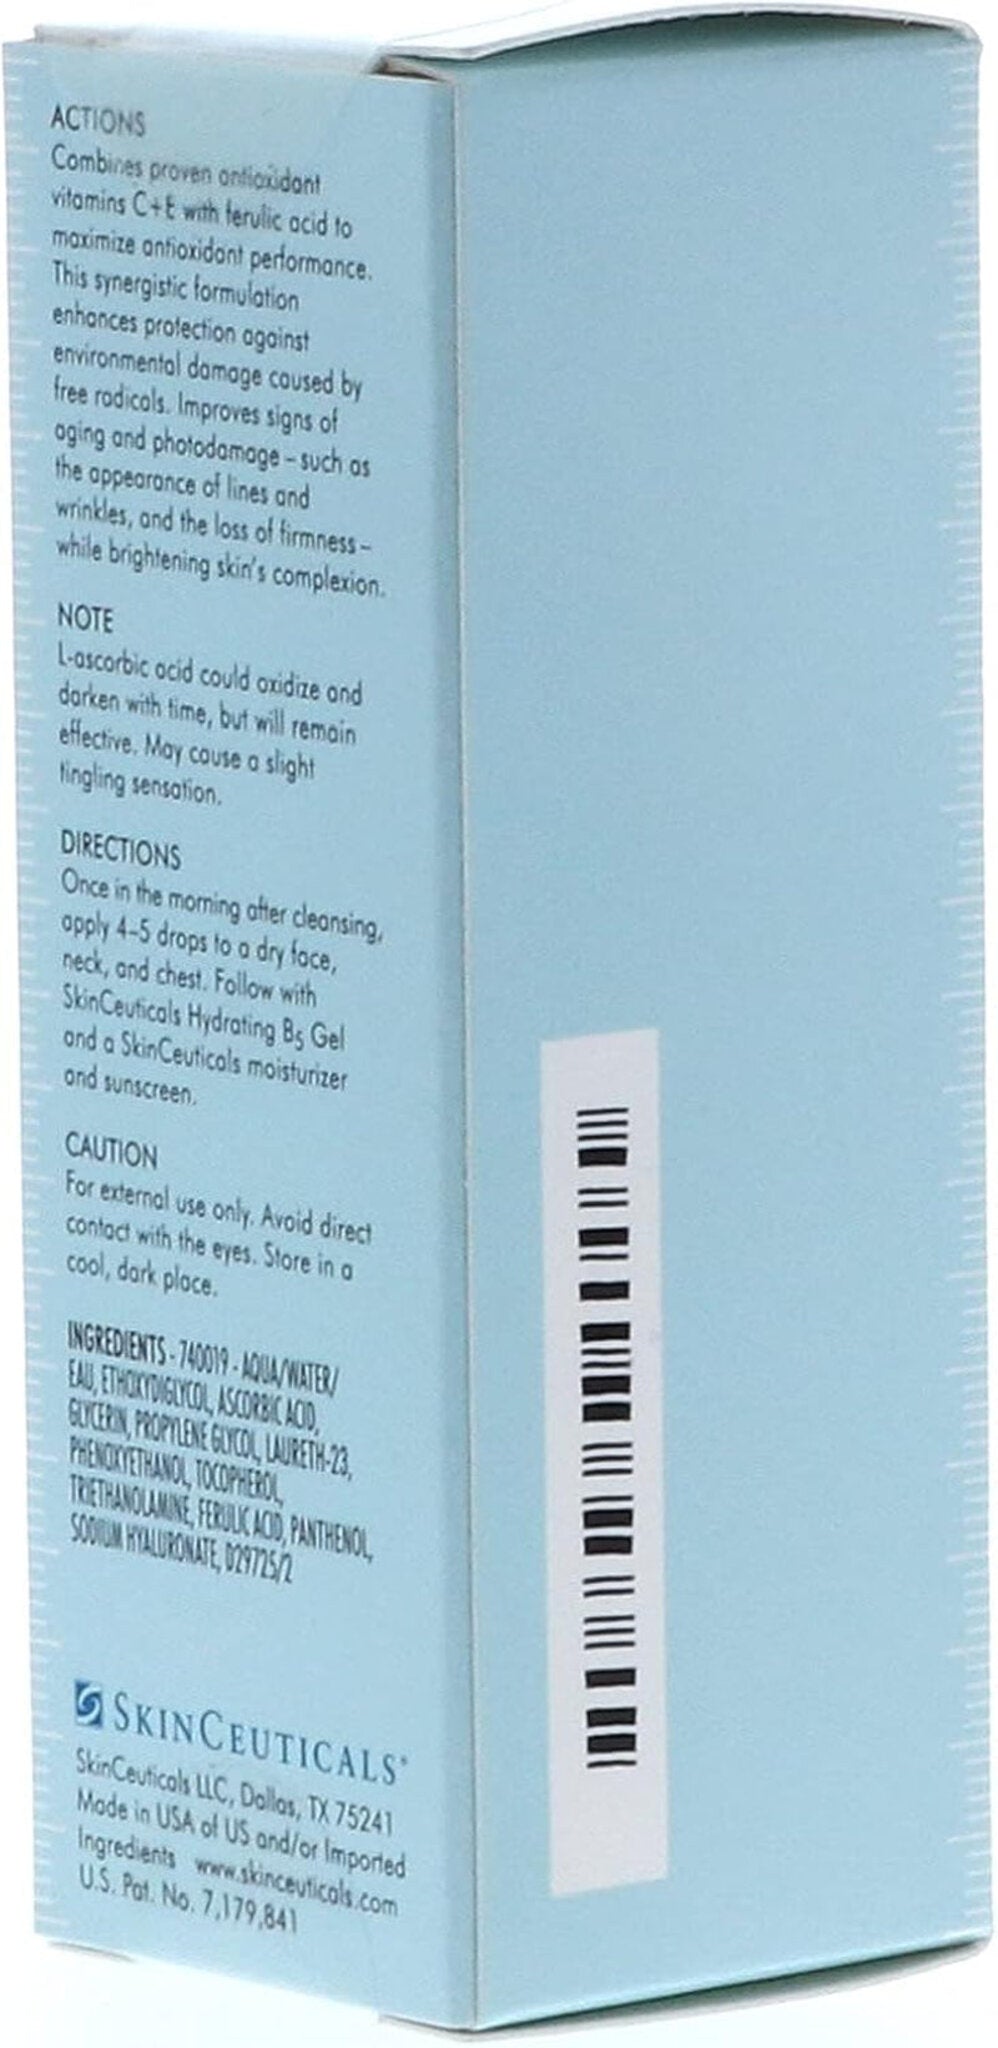 ACTIONS
Combines proven antioxidant
vitamins C+E with ferulic acid to
maximize antioxidant performance.
This synergistic formulation
enhances protection against
environmental damage caused by
free radicals. Improves signs of
aging and photodamage – such as
the appearance of lines and
wrinkles, and the loss of firmness –
while brightening skin's complexion.
NOTE
L-ascorbic acid could oxidize and
darken with time, but will remain
effective. May cause a slight
tingling sensation.
DIRECTIONS
Once in the morning after cleansing,
apply 4–5 drops to a dry face,
neck, and chest. Follow with
SkinCeuticals Hydrating B5 Gel
and a SkinCeuticals moisturizer
and sunscreen.
CAUTION
For external use only. Avoid direct
contact with the eyes. Store in a
cool, dark place.
INGREDIENTS - 740019 - AQUA/WATER/
EAU, ETHOXYDIGLYCOL, ASCORBIC ACID,
GLYCERIN, PROPYLENE GLYCOL, LAURETH-23,
PHENOXYETHANOL, TOCOPHEROL,
TRIETHANOLAMINE, FERULIC ACID, PANTHENOL,
SODIUM HYALURONATE, D29725/2
SKINCEUTICALS®
SkinCeuticals LLC, Dallas, TX 75241
Made in USA of US and/or Imported
Ingredients www.skinceuticals.com
U.S. Pat. No. 7,179,841